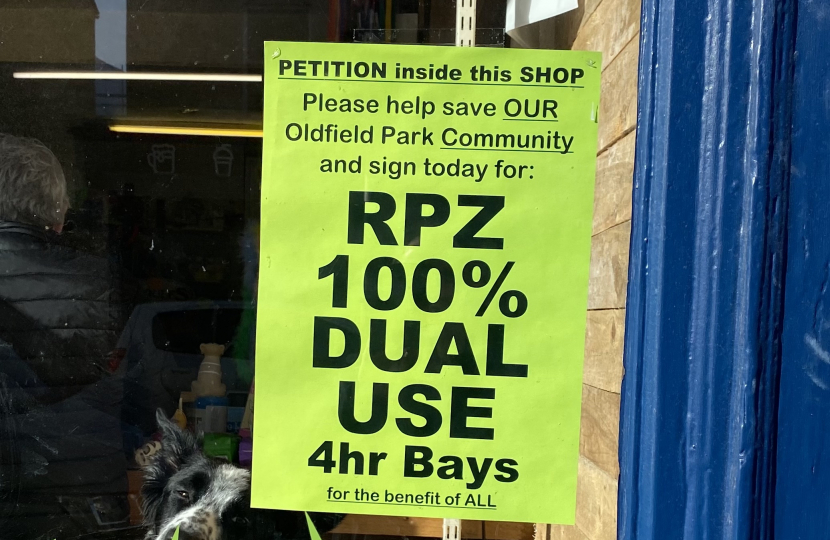 PETITION inside this SHOP
Please help save OUR
Oldfield Park Community
and sign today for:
RPZ
100%
DUAL
USE
4hr Bays
for the benefit of ALL